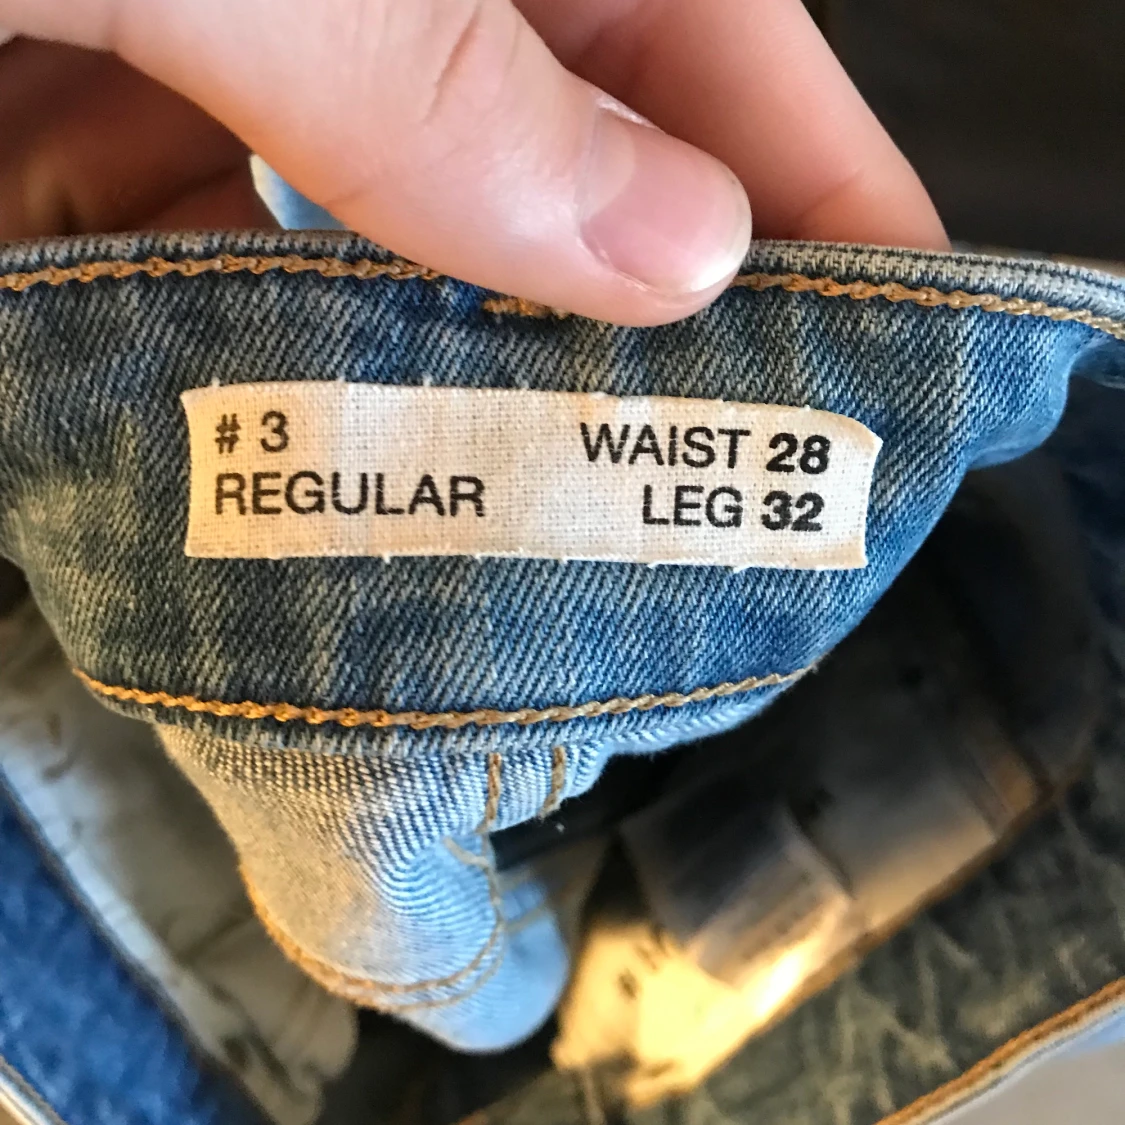 # 3 WAIST 28
REGULAR LEG 32